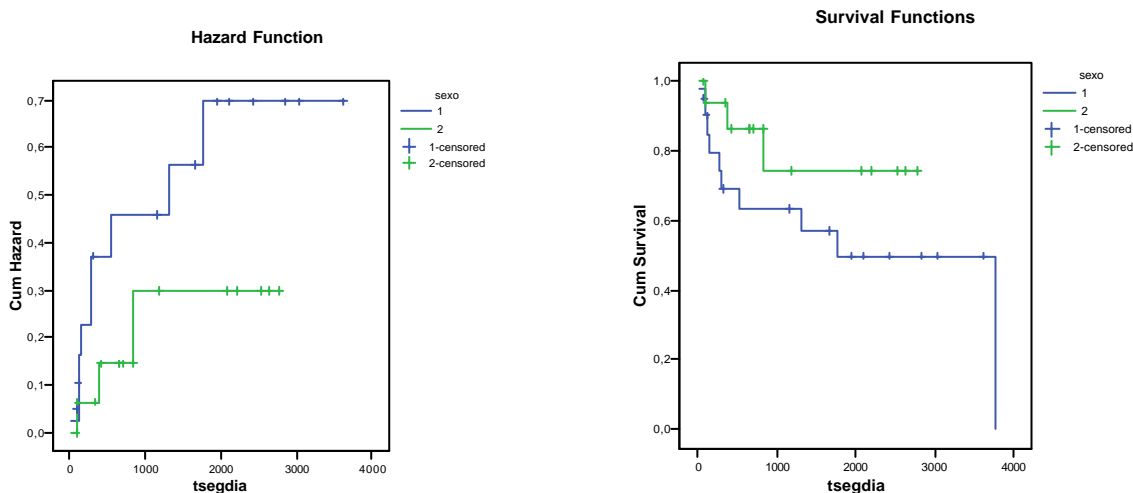 Hazard Function
Cum Hazard
0,7
0,6
0,5
0,4
0,3
0,2
0,1
0,0
0
1000
2000
3000
4000
tsegdia
sexo
1
2
1-censored
2-censored
Survival Functions
Cum Survival
1,0
0,8
0,6
0,4
0,2
0,0
0
1000
2000
3000
4000
tsegdia
sexo
1
2
1-censored
2-censored